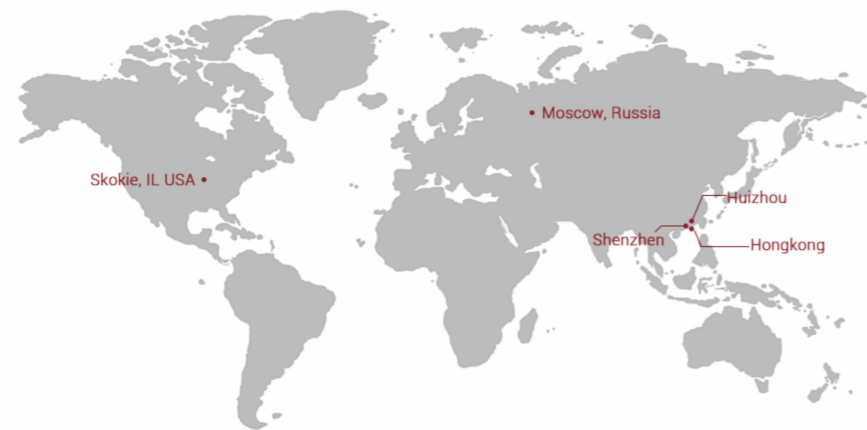 Moscow, Russia
Skokie, IL USA
Huizhou
Shenzhen
Hongkong